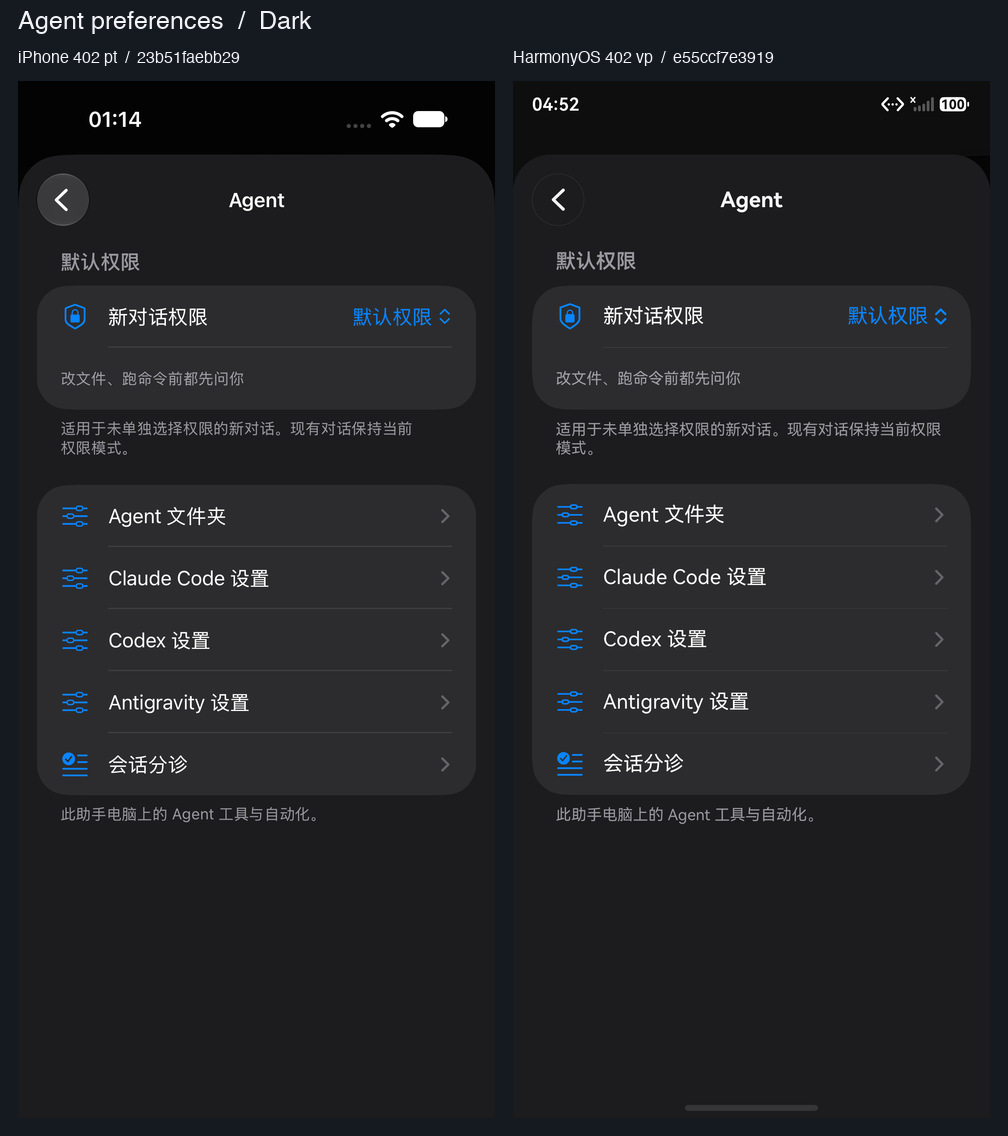 Agent preferences / Dark
iPhone 402 pt / 23b51faebb29
01:14
Agent
默认权限
新对话权限 默认权限
改文件、跑命令前都先问你
适用于未单独选择权限的新对话。现有对话保持当前
权限模式。
Agent 文件夹
Claude Code 设置
Codex 设置
Antigravity 设置
会话分诊
此助手电脑上的 Agent 工具与自动化。
HarmonyOS 402 vp / e55ccf7e3919
04:52 100
Agent
默认权限
新对话权限 默认权限
改文件、跑命令前都先问你
适用于未单独选择权限的新对话。现有对话保持当前权限
模式。
Agent 文件夹
Claude Code 设置
Codex 设置
Antigravity 设置
会话分诊
此助手电脑上的 Agent 工具与自动化。